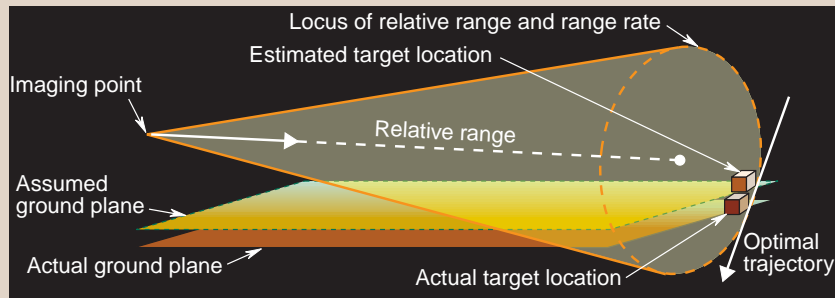 Locus of relative range and range rate
Estimated target location
Imaging point
Relative range
Assumed
ground plane
Actual ground plane
Actual target location
Optimal
trajectory